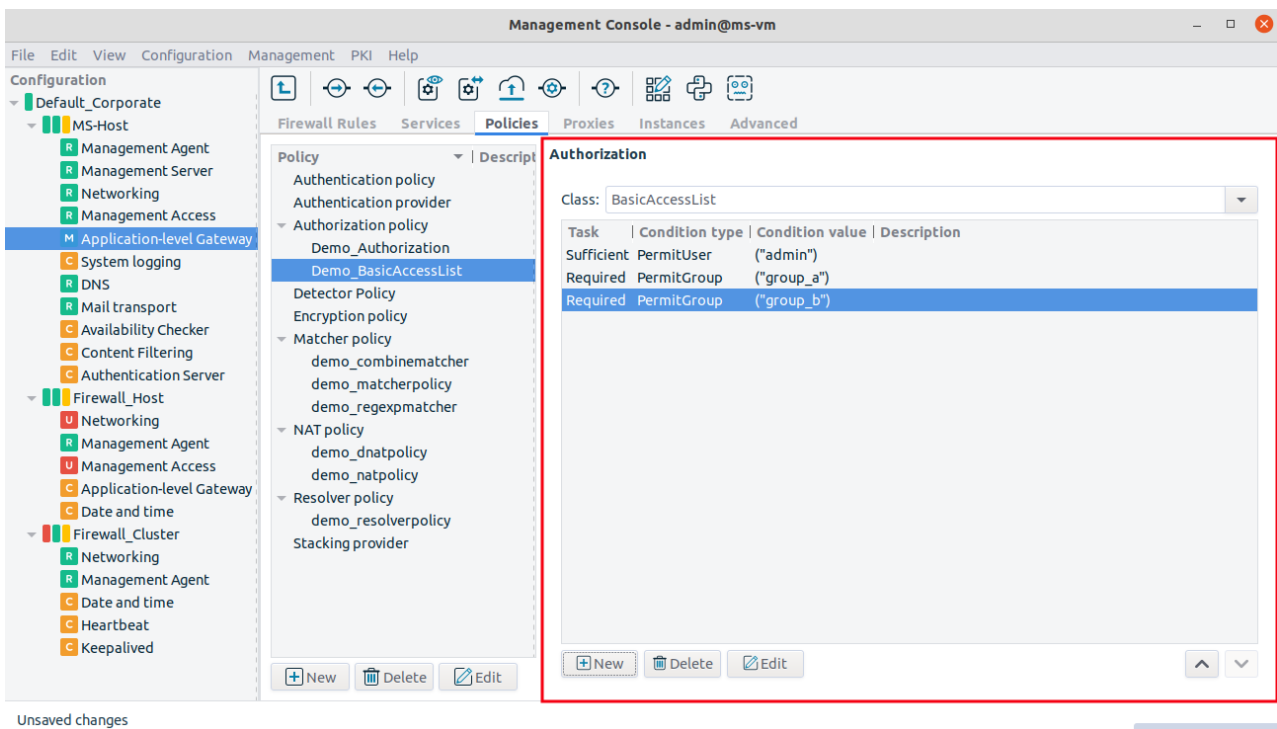 Management Console - admin@ms-vm
File Edit View Configuration Management PKI Help
Configuration
Default_Corporate
MS-Host
R Management Agent
R Management Server
R Networking
R Management Access
M Application-level Gateway
C System logging
R DNS
R Mail transport
C Availability Checker
C Content Filtering
C Authentication Server
Firewall_Host
U Networking
R Management Agent
U Management Access
C Application-level Gateway
C Date and time
Firewall_Cluster
R Networking
R Management Agent
C Date and time
C Heartbeat
C Keepalived
Firewall Rules Services Policies Proxies Instances Advanced
Policy Descript
Authentication policy
Authentication provider
Authorization policy
Demo_Authorization
Demo_BasicAccessList
Detector Policy
Encryption policy
Matcher policy
demo_combinematcher
demo_matcherpolicy
demo_regexpmatcher
NAT policy
demo_dnatpolicy
demo_natpolicy
Resolver policy
demo_resolverpolicy
Stacking provider
New Delete Edit
Authorization
Class: BasicAccessList
Task Condition type Condition value Description
Sufficient PermitUser ("admin")
Required PermitGroup ("group_a")
Required PermitGroup ("group_b")
New Delete Edit
Unsaved changes